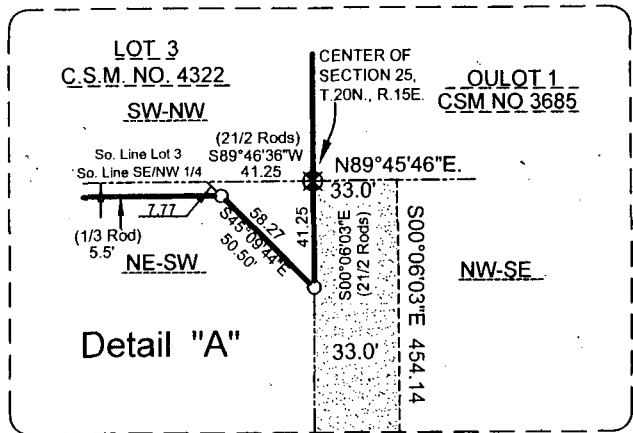 LOT 3
C.S.M. NO. 4322
SW-NW
CENTER OF
SECTION 25,
T.20N., R.15E.
OULOT 1
CSM NO 3685
(21/2 Rods)
S89°46'36"W
41.25
So. Line Lot 3
So. Line SE/NW 1/4
N89°45'46"E.
33.0'
7.77
(1/3 Rod)
5.5'
58.27
S45°09'44"E
50.50'
41.25
S00°06'03"E
(21/2 Rods)
S00°06'03"E 454.14
NE-SW
NW-SE
Detail "A"
33.0'